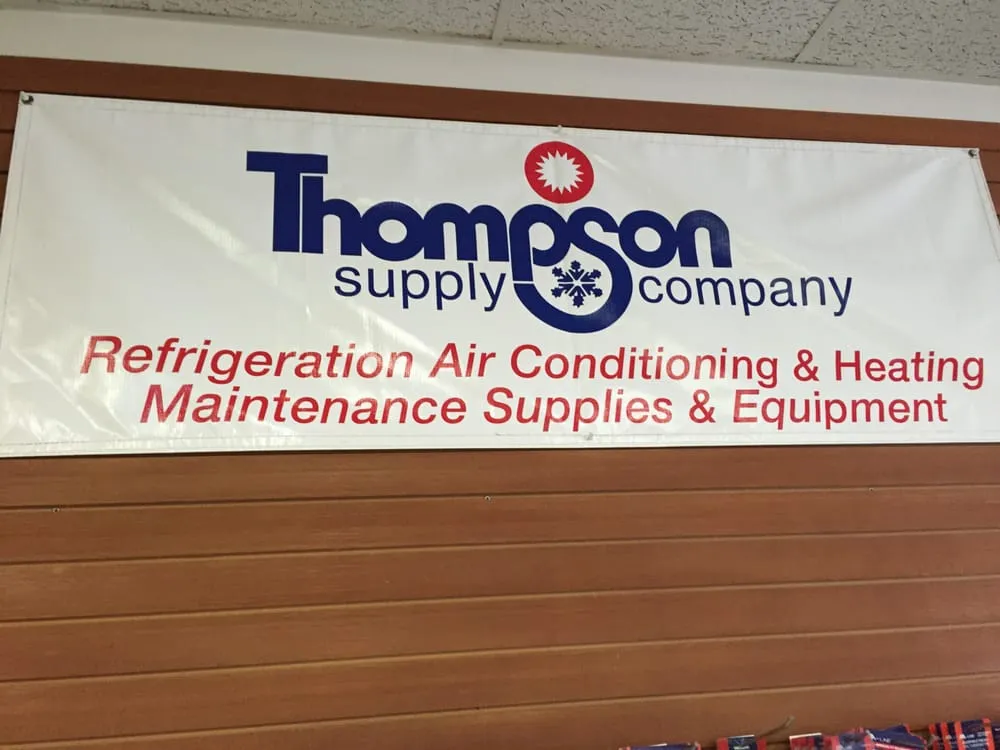 Thompson
supply company
Refrigeration Air Conditioning & Heating
Maintenance Supplies & Equipment